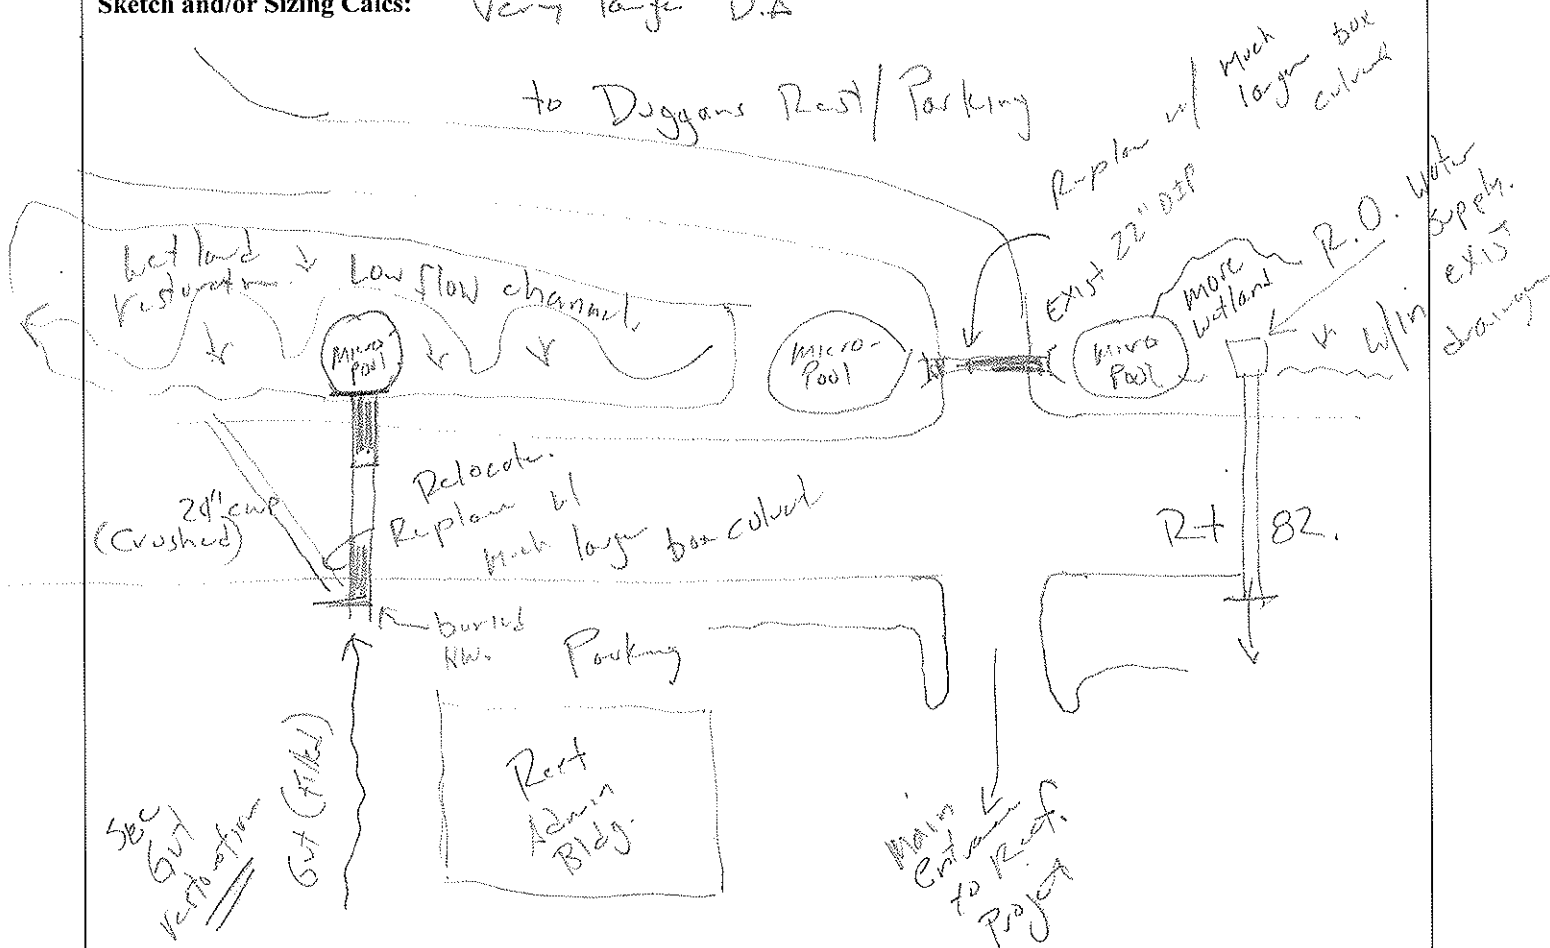 Sketch and/or Sizing Calcs:
Very large D.A
to Duggans Rest/Parking
Replace w/ Much
larger box
culvert
Exist 22" DIP
R.O. Water
supply.
exist
w/in
drainage
More
wetland
wetland
restoration.
Low flow channel
Micro
Pool
Micro-
Pool
Micro
Pool
24" cmp
(Crushed)
Relocate.
Replace w/
Much larger box culvert
Rt 82.
buried
HW.
Parking
Gut (Filled)
See
Gut
restoration
Admin
Bldg.
Main
entrance
to
Project